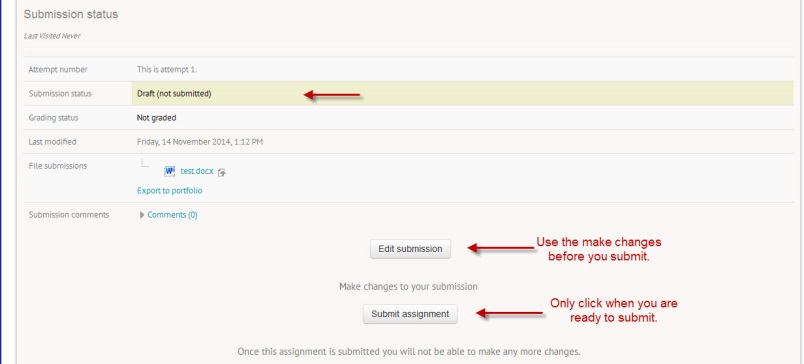 Submission status
Last Visited Never
Attempt number This is attempt 1.
Submission status Draft (not submitted)
Grading status Not graded
Last modified Friday, 14 November 2014, 1:12 PM
File submissions test.docx
Export to portfolio
Submission comments Comments (0)
Edit submission
Use the make changes
before you submit.
Make changes to your submission
Submit assignment
Only click when you are
ready to submit.
Once this assignment is submitted you will not be able to make any more changes.